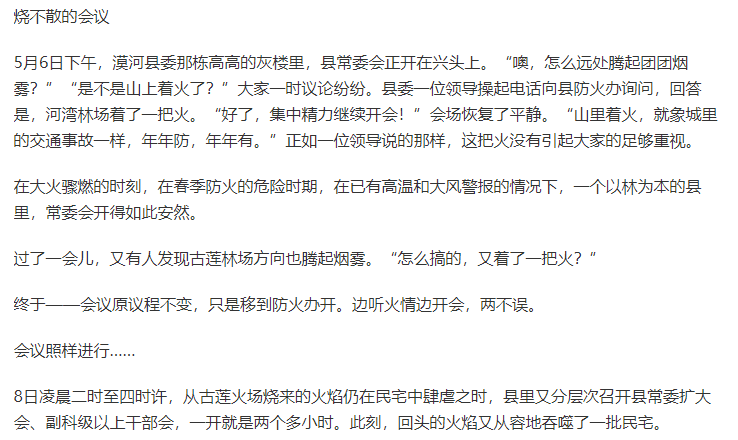 烧不散的会议
5月6日下午，漠河县委那栋高高的灰楼里，县常委会正开在兴头上。“噢，怎么远处腾起团团烟
雾？”“是不是山上着火了？”大家一时议论纷纷。县委一位领导操起电话向县防火办询问，回答
是，河湾林场着了一把火。“好了，集中精力继续开会！”会场恢复了平静。“山里着火，就象城里
的交通事故一样，年年防，年年有。”正如一位领导说的那样，这把火没有引起大家的足够重视。
在大火骤燃的时刻，在春季防火的危险时期，在已有高温和大风警报的情况下，一个以林为本的县
里，常委会开得如此安然。
过了一会儿，又有人发现古莲林场方向也腾起烟雾。“怎么搞的，又着了一把火？“
终于——会议原议程不变，只是移到防火办开。边听火情边开会，两不误。
会议照样进行……
8日凌晨二时至四时许，从古莲火场烧来的火焰仍在民宅中肆虐之时，县里又分层次召开县常委扩大
会、副科级以上干部会，一开就是两个多小时。此刻，回头的火焰又从容地吞噬了一批民宅。